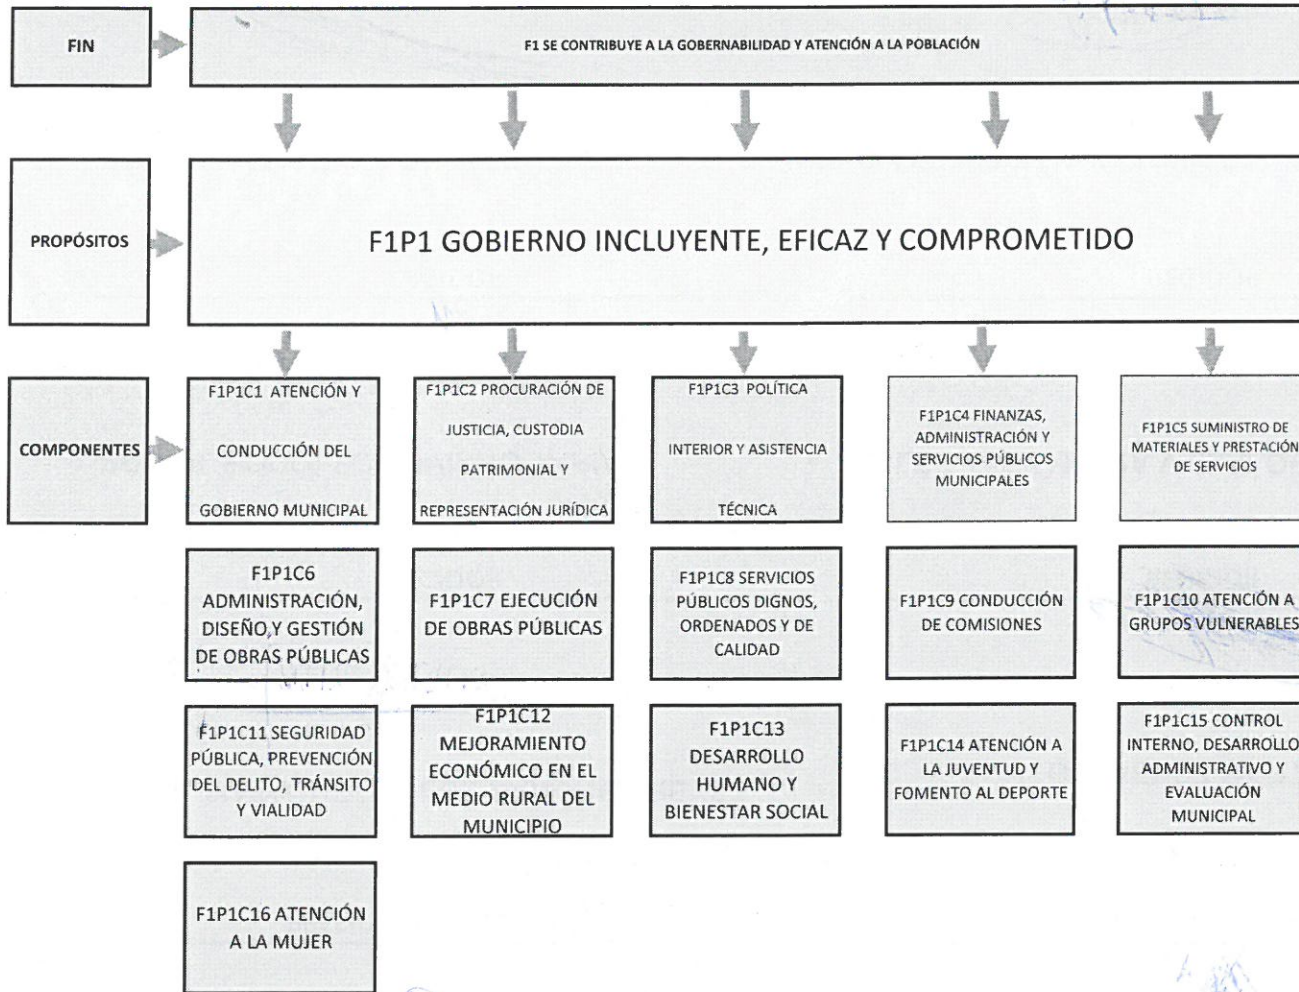 FIN
F1 SE CONTRIBUYE A LA GOBERNABILIDAD Y ATENCIÓN A LA POBLACIÓN
PROPÓSITOS
F1P1 GOBIERNO INCLUYENTE, EFICAZ Y COMPROMETIDO
COMPONENTES
F1P1C1 ATENCIÓN Y
CONDUCCIÓN DEL
GOBIERNO MUNICIPAL
F1P1C2 PROCURACIÓN DE
JUSTICIA, CUSTODIA
PATRIMONIAL Y
REPRESENTACIÓN JURÍDICA
F1P1C3 POLÍTICA
INTERIOR Y ASISTENCIA
TÉCNICA
F1P1C4 FINANZAS,
ADMINISTRACIÓN Y
SERVICIOS PÚBLICOS
MUNICIPALES
F1P1C5 SUMINISTRO DE
MATERIALES Y PRESTACIÓN
DE SERVICIOS
F1P1C6
ADMINISTRACIÓN,
DISEÑO,Y GESTIÓN
DE OBRAS PÚBLICAS
F1P1C7 EJECUCIÓN
DE OBRAS PÚBLICAS
F1P1C8 SERVICIOS
PÚBLICOS DIGNOS,
ORDENADOS Y DE
CALIDAD
F1P1C9 CONDUCCIÓN
DE COMISIONES
F1P1C10 ATENCIÓN A
GRUPOS VULNERABLES
F1P1C11 SEGURIDAD
PÚBLICA, PREVENCIÓN
DEL DELITO, TRÁNSITO
Y VIALIDAD
F1P1C12
MEJORAMIENTO
ECONÓMICO EN EL
MEDIO RURAL DEL
MUNICIPIO
F1P1C13
DESARROLLO
HUMANO Y
BIENESTAR SOCIAL
F1P1C14 ATENCIÓN A
LA JUVENTUD Y
FOMENTO AL DEPORTE
F1P1C15 CONTROL
INTERNO, DESARROLLO
ADMINISTRATIVO Y
EVALUACIÓN
MUNICIPAL
F1P1C16 ATENCIÓN
A LA MUJER